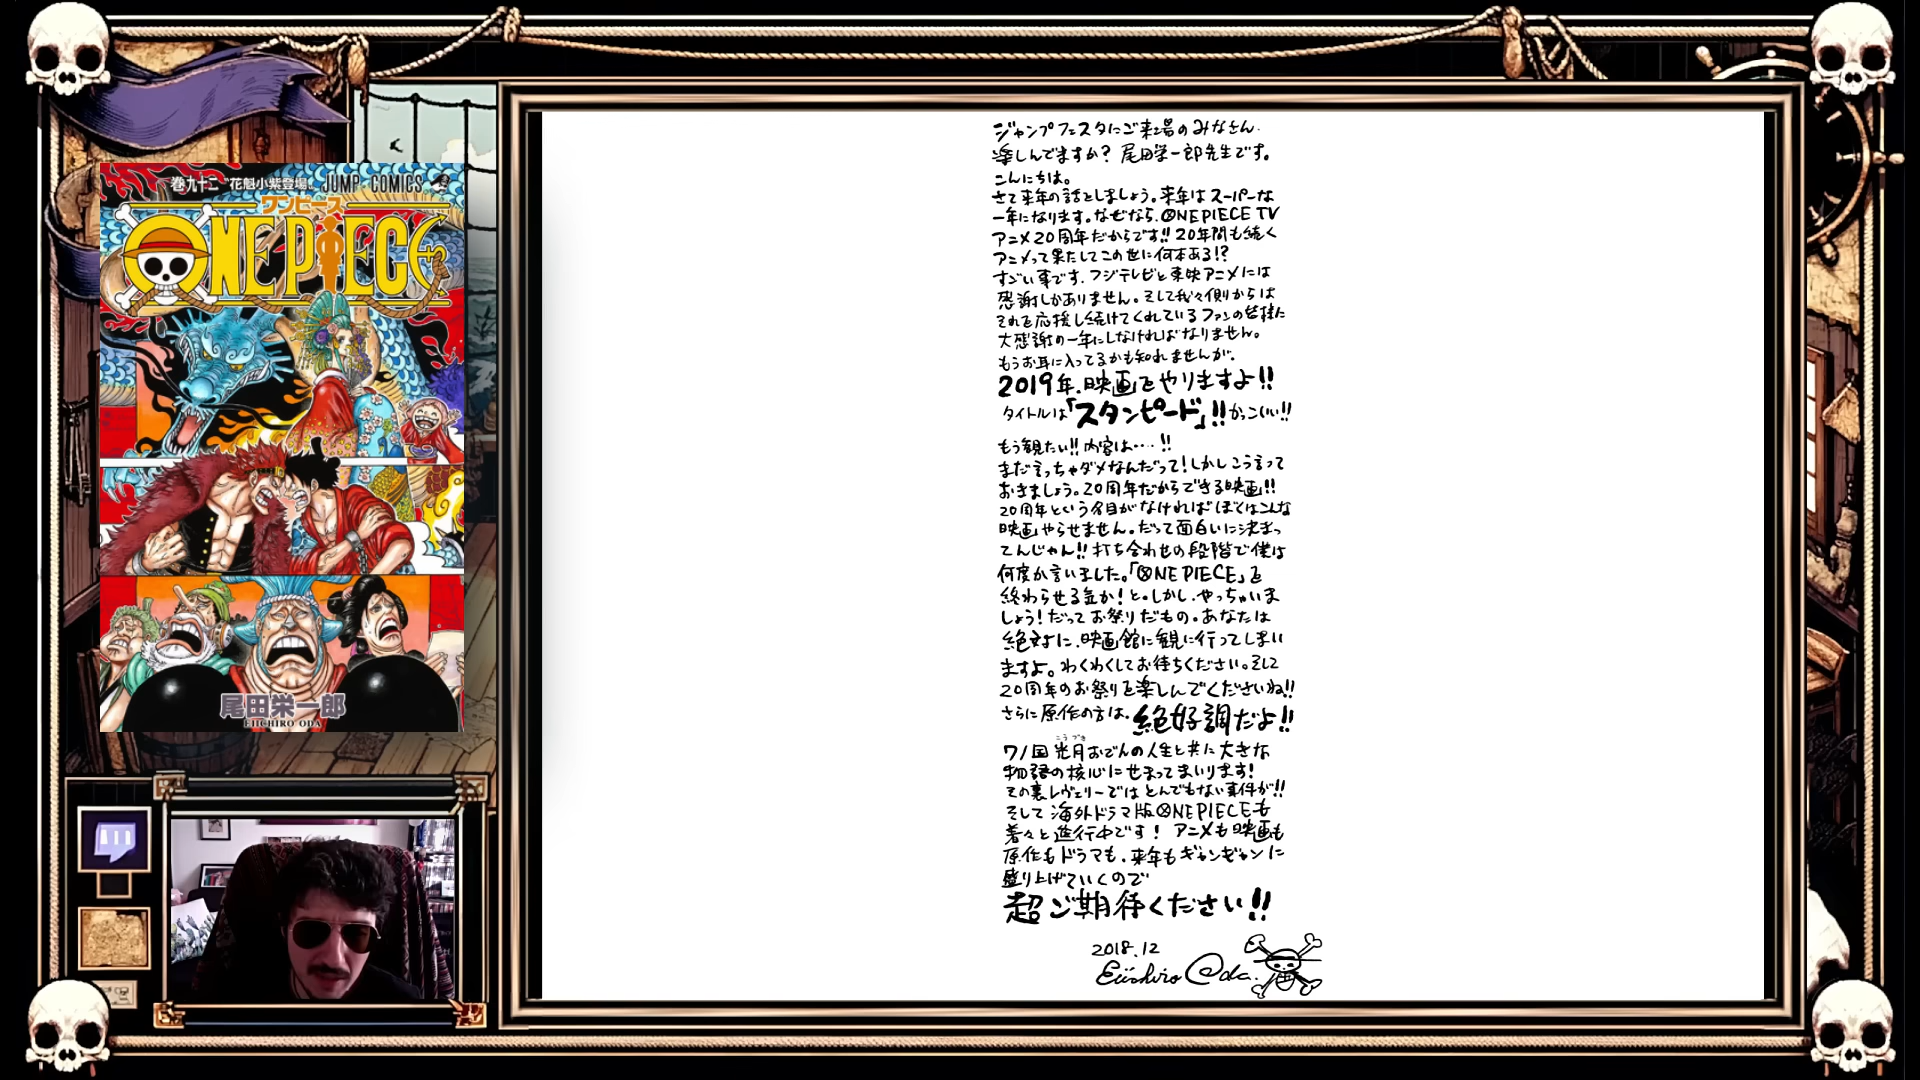 巻九十二 "花魁小紫登場" JUMP COMICS
ワンピース
ONE PIECE
尾田栄一郎
EIICHIRO ODA
ジャンプフェスタにご来場のみなさん.
楽しんでますか? 尾田栄一郎先生です。
こんにちは。
さて来年の話をしましょう。来年はスーパーな
一年になります。なぜなら、ONE PIECE TV
アニメ20周年だからです!! 20年間も続く
アニメって果たしてこの世に何本ある!?
すごい事です. フジテレビと東映アニメには
感謝しかありません。そして我々側からは
それを応援し続けてくれているファンの皆様に
大感謝の一年にしなければなりません。
もうお耳に入ってるかも知れませんが.
2019年.映画をやりますよ!!
タイトルは「スタンピード」!! かっこいい!!
もう観たい!! 内容は‥‥!!
まだ言っちゃダメなんだって! しかしこう言って
おきましょう。20周年だからできる映画!!
20周年という名目がなければぼくはこんな
映画やらせません。だって面白いに決まっ
てんじゃん!! 打ち合わせの段階で僕は
何度か言いました。「ONE PIECE」を
終わらせる気か! と。しかし、やっちゃいま
しょう! だってお祭りだもの。あなたは
絶対に、映画館に観に行ってしまい
ますよ。わくわくしてお待ちください。そして
20周年のお祭りを楽しんでくださいね!!
さらに原作の方は、絶好調だよ!!
ワノ国 光月おでんの人生と共に大きな
こうづき
物語の核心にせまってまいります!
その裏レヴェリーではとんでもない事件が!!
そして海外ドラマ版ONE PIECEも
着々と進行中です! アニメも映画も
原作もドラマも、来年もギャンギャンに
盛り上げていくので
超ご期待ください!!
2018.12
Eiichiro Oda.